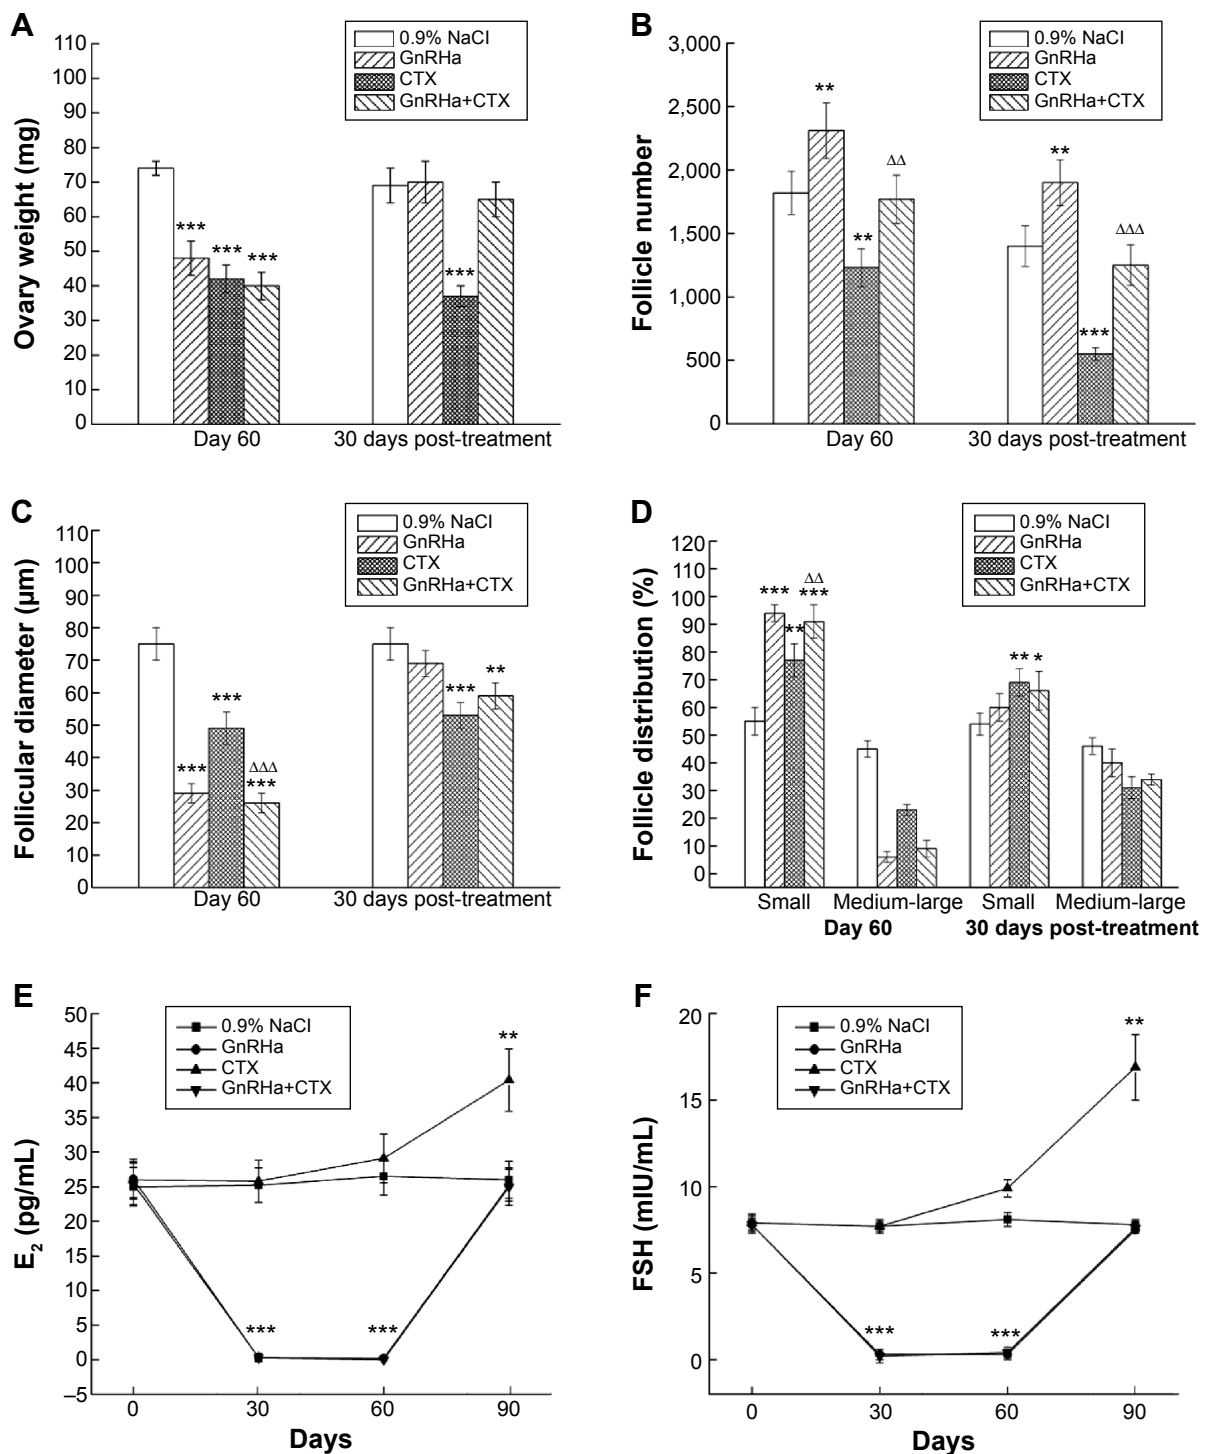 A
0.9% NaCl
GnRHa
CTX
GnRHa+CTX
Ovary weight (mg)
110
100
90
80
70
60
50
40
30
20
10
0
***
***
***
***
Day 60
30 days post-treatment
B
0.9% NaCl
GnRHa
CTX
GnRHa+CTX
Follicle number
3,000
2,500
2,000
1,500
1,000
500
0
**
**
ΔΔ
**
***
ΔΔΔ
Day 60
30 days post-treatment
C
0.9% NaCl
GnRHa
CTX
GnRHa+CTX
Follicular diameter (µm)
110
100
90
80
70
60
50
40
30
20
10
0
***
***
ΔΔΔ
***
***
**
Day 60
30 days post-treatment
D
0.9% NaCl
GnRHa
CTX
GnRHa+CTX
Follicle distribution (%)
120
110
100
90
80
70
60
50
40
30
20
10
0
***
**
ΔΔ
***
**
*
Small
Medium-large
Small
Medium-large
Day 60
30 days post-treatment
E
0.9% NaCl
GnRHa
CTX
GnRHa+CTX
E2 (pg/mL)
50
45
40
35
30
25
20
15
10
5
0
–5
***
***
**
0
30
60
90
Days
F
0.9% NaCl
GnRHa
CTX
GnRHa+CTX
FSH (mIU/mL)
20
15
10
5
0
***
***
**
0
30
60
90
Days